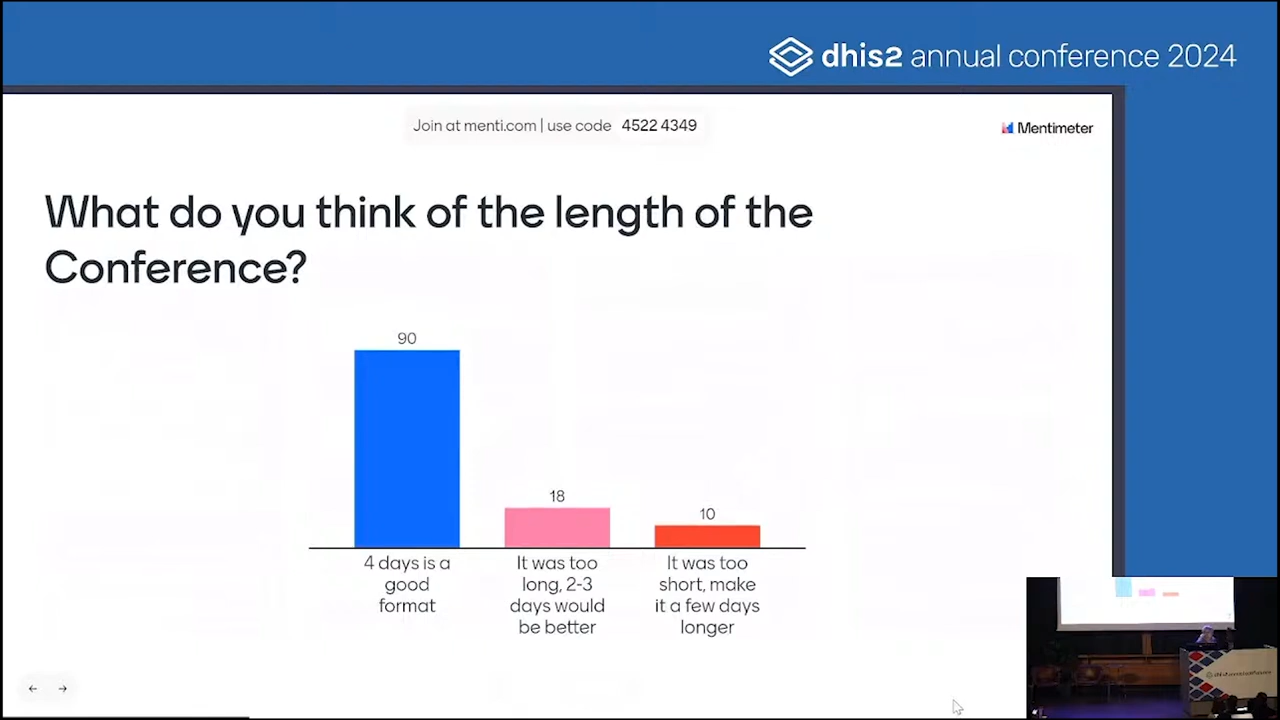 dhis2 annual conference 2024
Join at menti.com | use code 4522 4349
Mentimeter
What do you think of the length of the
Conference?
90
18
10
4 days is a
good
format
It was too
long, 2-3
days would
be better
It was too
short, make
it a few days
longer